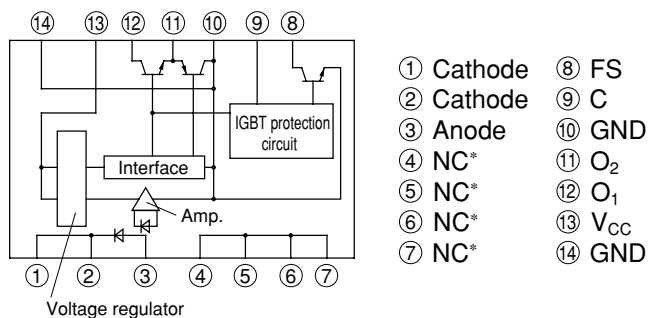 ⑭ ⑬ ⑫ ⑪ ⑩ ⑨ ⑧
IGBT protection
circuit
Interface
Amp.
① ② ③ ④ ⑤ ⑥ ⑦
Voltage regulator
① Cathode ⑧ FS
② Cathode ⑨ C
③ Anode ⑩ GND
④ NC* ⑪ O₂
⑤ NC* ⑫ O₁
⑥ NC* ⑬ V_CC
⑦ NC* ⑭ GND